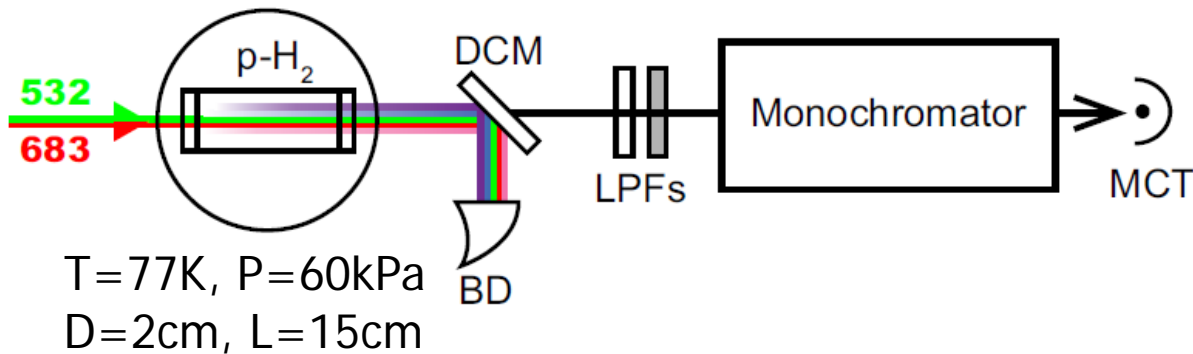 p-H₂
DCM
532
683
Monochromator
LPFs
MCT
BD
T=77K, P=60kPa
D=2cm, L=15cm